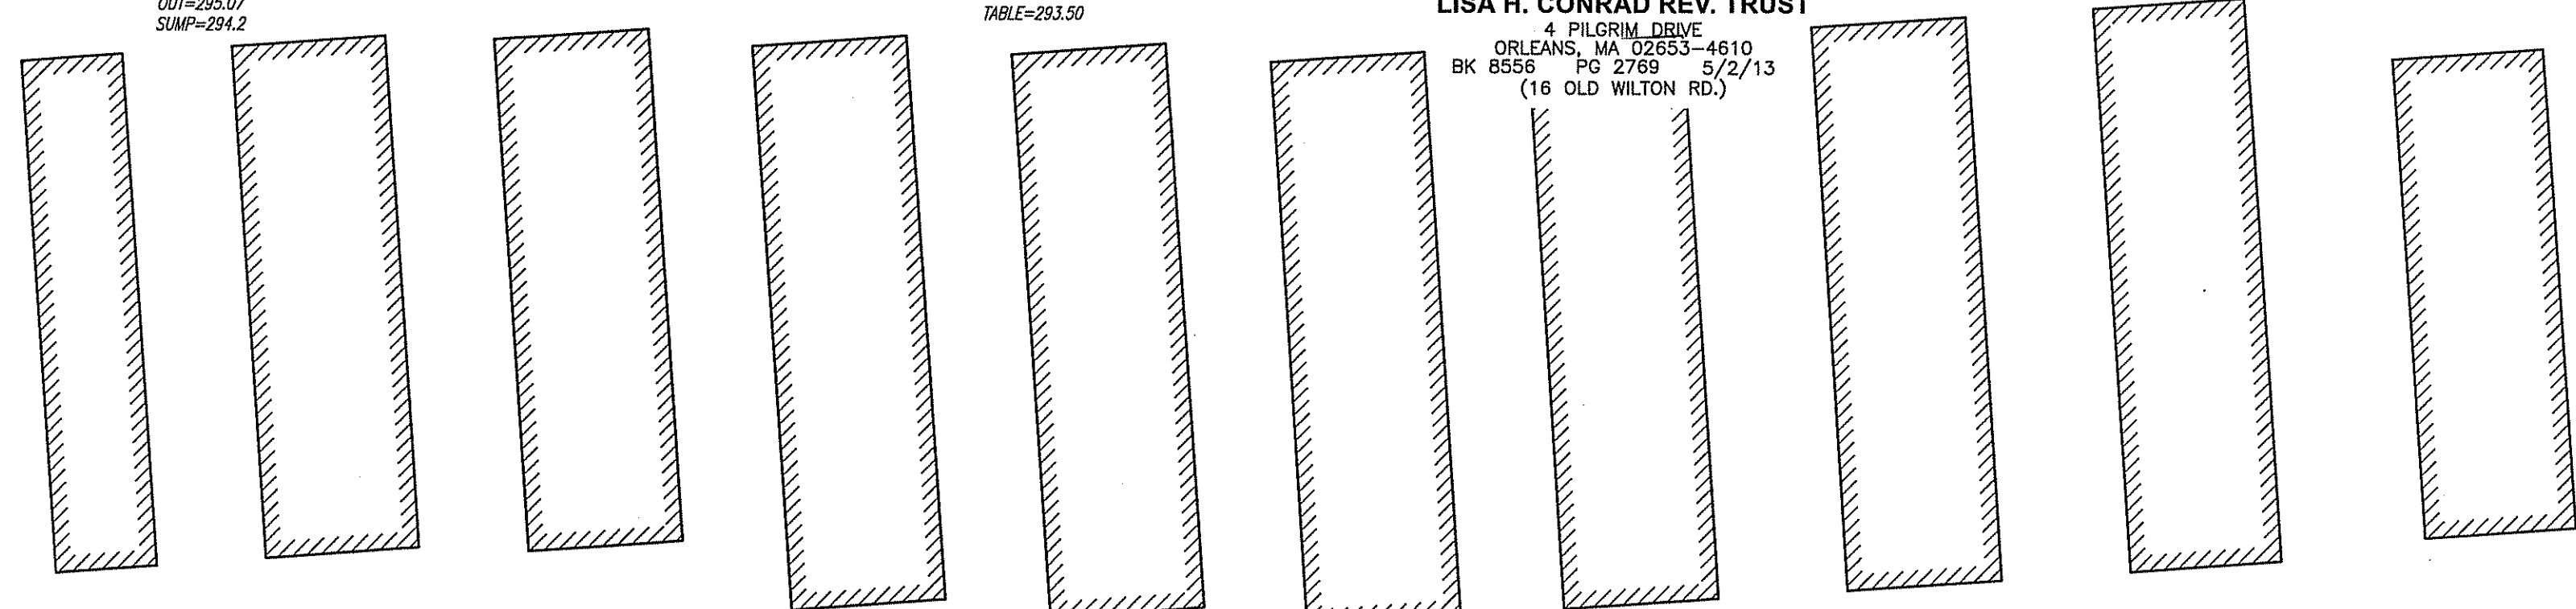 OUT=295.07
SUMP=294.2
TABLE=293.50
LISA H. CONRAD REV. TRUST
4 PILGRIM DRIVE
ORLEANS, MA 02653-4610
BK 8556 PG 2769 5/2/13
(16 OLD WILTON RD.)